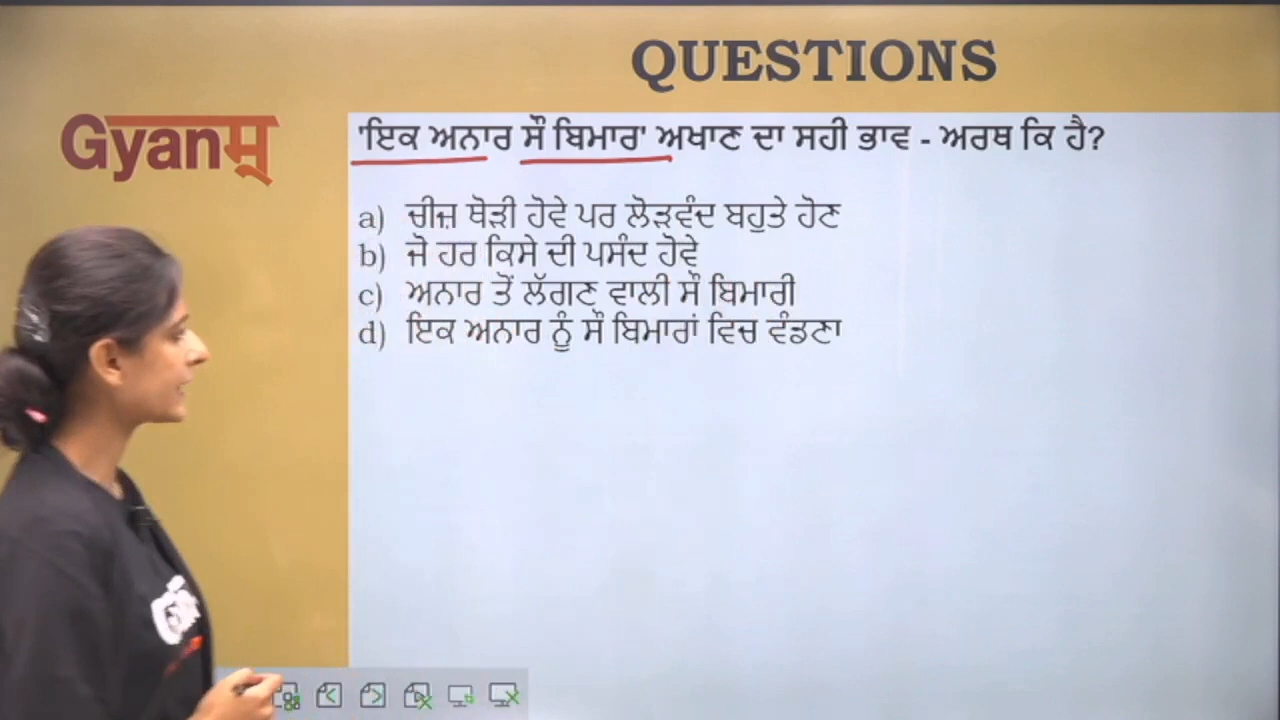 QUESTIONS
Gyanਸ੍ਰ
'ਇਕ ਅਨਾਰ ਸੌ ਬਿਮਾਰ' ਅਖਾਣ ਦਾ ਸਹੀ ਭਾਵ - ਅਰਥ ਕਿ ਹੈ?
a) ਚੀਜ਼ ਥੋੜੀ ਹੋਵੇ ਪਰ ਲੋੜਵੰਦ ਬਹੁਤੇ ਹੋਣ
b) ਜੋ ਹਰ ਕਿਸੇ ਦੀ ਪਸੰਦ ਹੋਵੇ
c) ਅਨਾਰ ਤੋਂ ਲੱਗਣ ਵਾਲੀ ਸੌ ਬਿਮਾਰੀ
d) ਇਕ ਅਨਾਰ ਨੂੰ ਸੌ ਬਿਮਾਰਾਂ ਵਿਚ ਵੰਡਣਾ